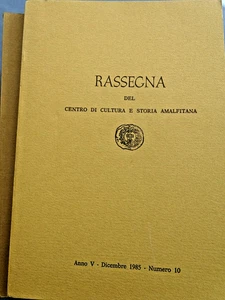 RASSEGNA
DEL
CENTRO DI CULTURA E STORIA AMALFITANA
Anno V - Dicembre 1985 - Numero 10